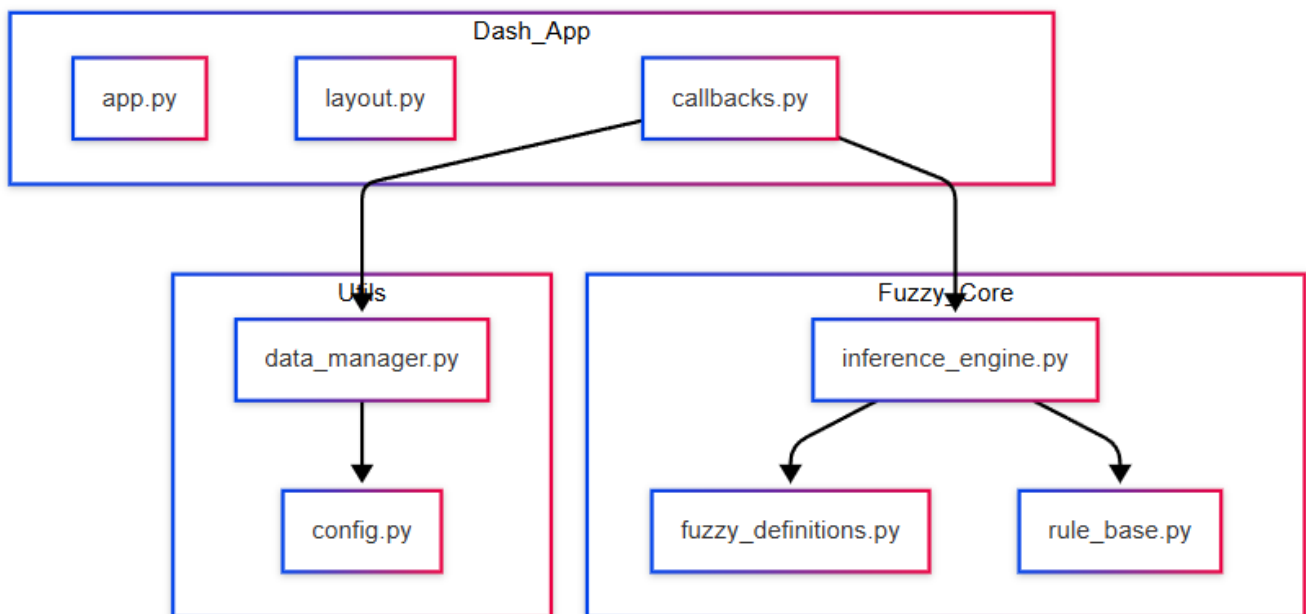 Dash_App
app.py
layout.py
callbacks.py
Utils
Fuzzy_Core
data_manager.py
inference_engine.py
config.py
fuzzy_definitions.py
rule_base.py